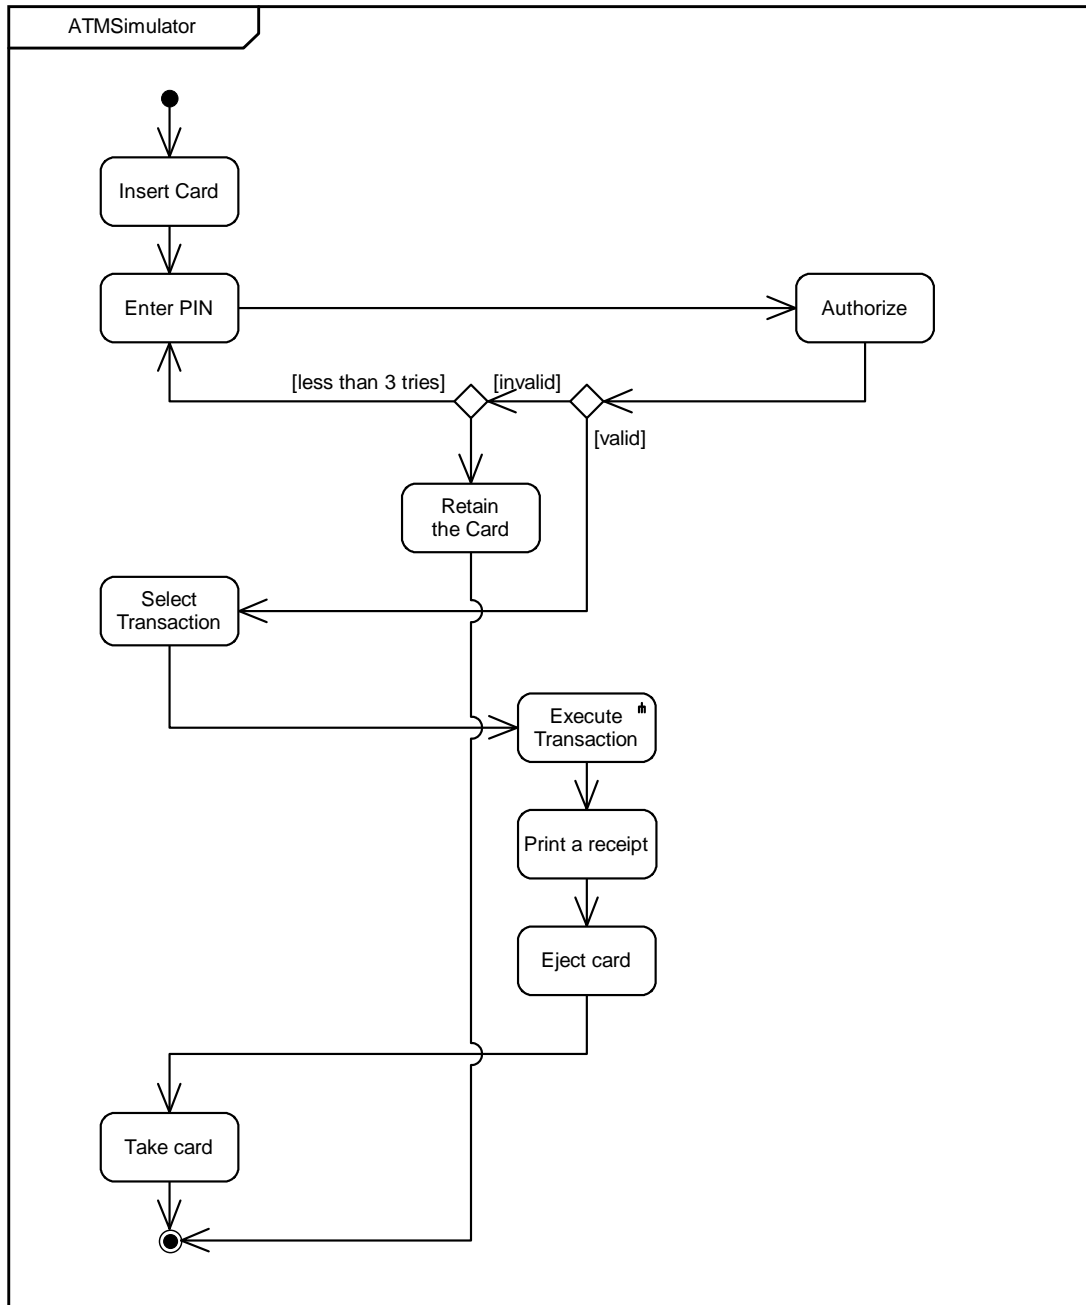 ATMSimulator
Insert Card
Enter PIN
Authorize
[less than 3 tries]
[invalid]
[valid]
Retain
the Card
Select
Transaction
Execute
Transaction
Print a receipt
Eject card
Take card